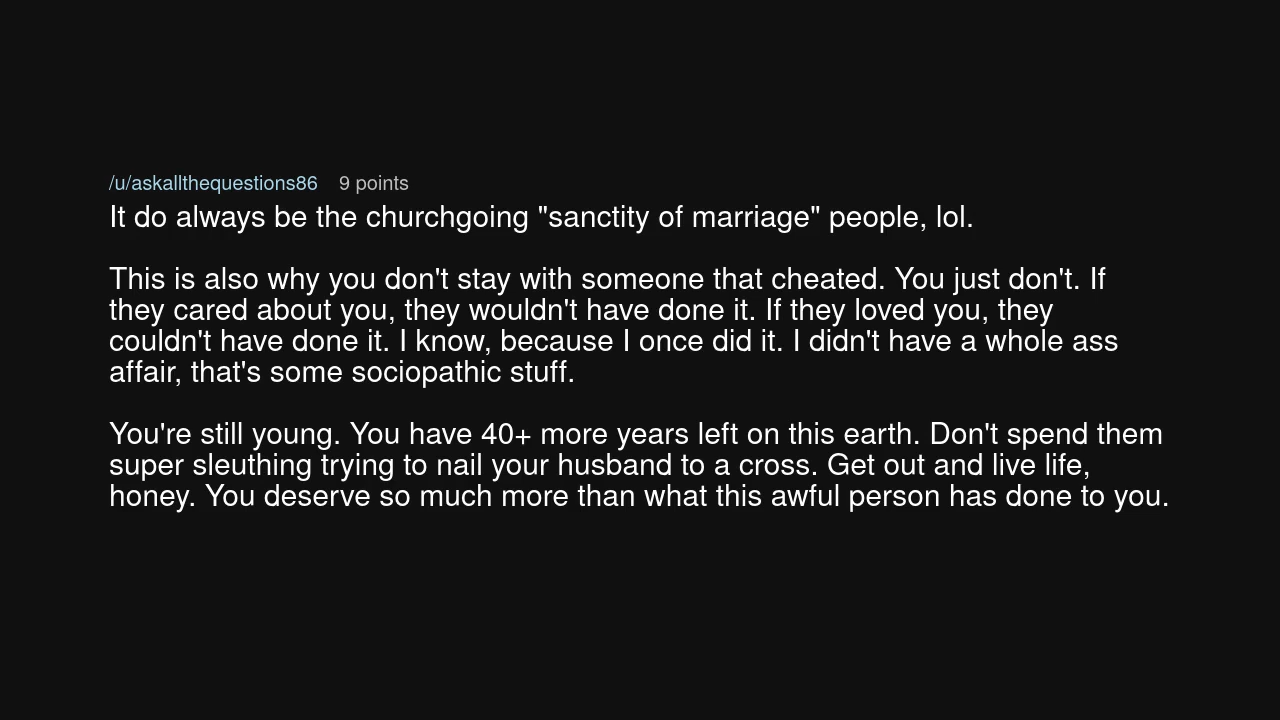 /u/askallthequestions86 9 points
It do always be the churchgoing "sanctity of marriage" people, lol.
This is also why you don't stay with someone that cheated. You just don't. If
they cared about you, they wouldn't have done it. If they loved you, they
couldn't have done it. I know, because I once did it. I didn't have a whole ass
affair, that's some sociopathic stuff.
You're still young. You have 40+ more years left on this earth. Don't spend them
super sleuthing trying to nail your husband to a cross. Get out and live life,
honey. You deserve so much more than what this awful person has done to you.